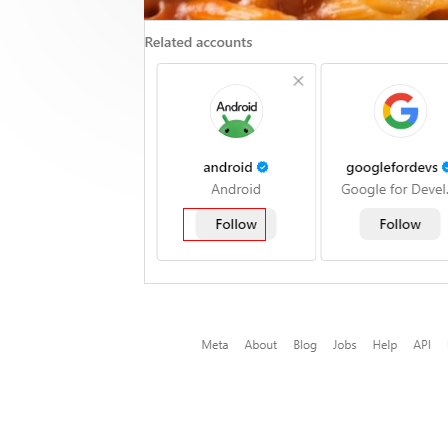 Related accounts
Android
android
googlefordevs
Android
Google for Devel.
Follow
Follow
Meta About Blog Jobs Help API